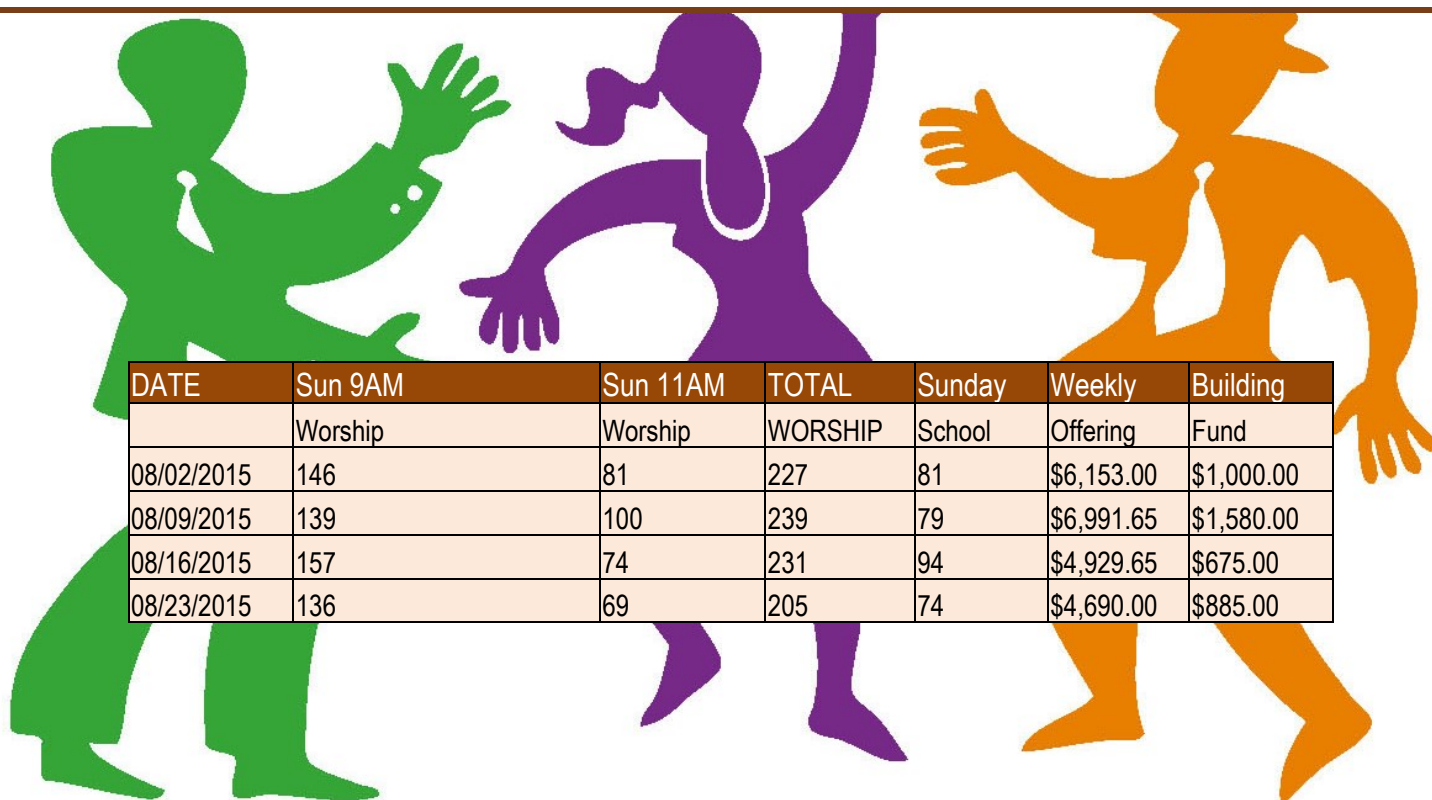 DATE Sun 9AM Sun 11AM TOTAL Sunday Weekly Building
Worship Worship WORSHIP School Offering Fund
08/02/2015 146 81 227 81 $6,153.00 $1,000.00
08/09/2015 139 100 239 79 $6,991.65 $1,580.00
08/16/2015 157 74 231 94 $4,929.65 $675.00
08/23/2015 136 69 205 74 $4,690.00 $885.00